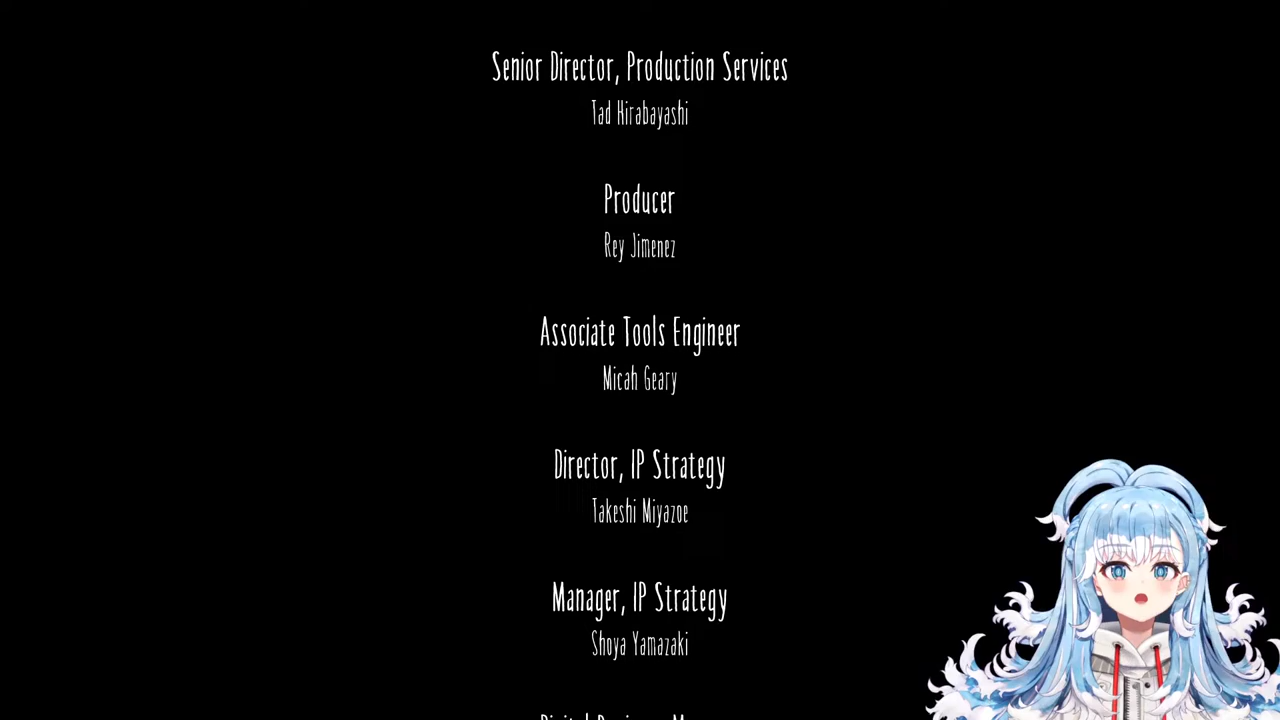 Senior Director, Production Services
Tad Hirabayashi
Producer
Rey Jimenez
Associate Tools Engineer
Micah Geary
Director, IP Strategy
Takeshi Miyazoe
Manager, IP Strategy
Shoya Yamazaki